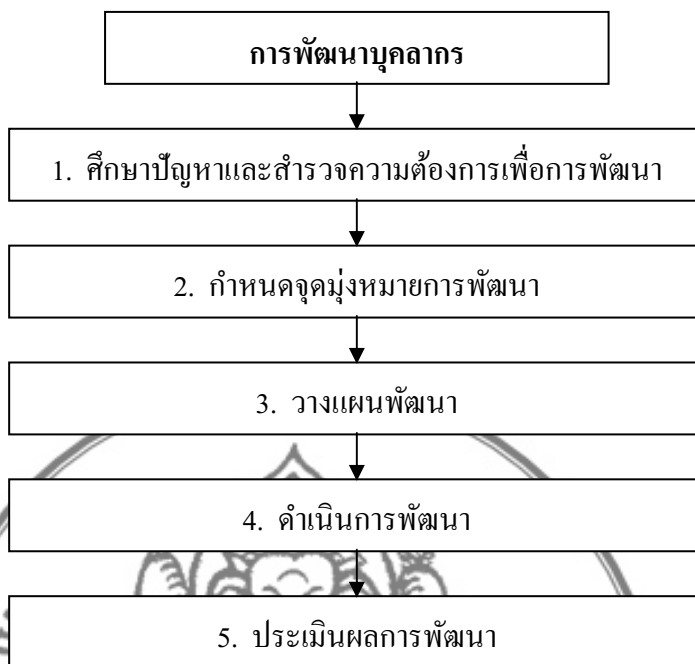 การพัฒนาบุคลากร
1. ศึกษาปัญหาและสำรวจความต้องการเพื่อการพัฒนา
2. กำหนดจุดมุ่งหมายการพัฒนา
3. วางแผนพัฒนา
4. ดำเนินการพัฒนา
5. ประเมินผลการพัฒนา